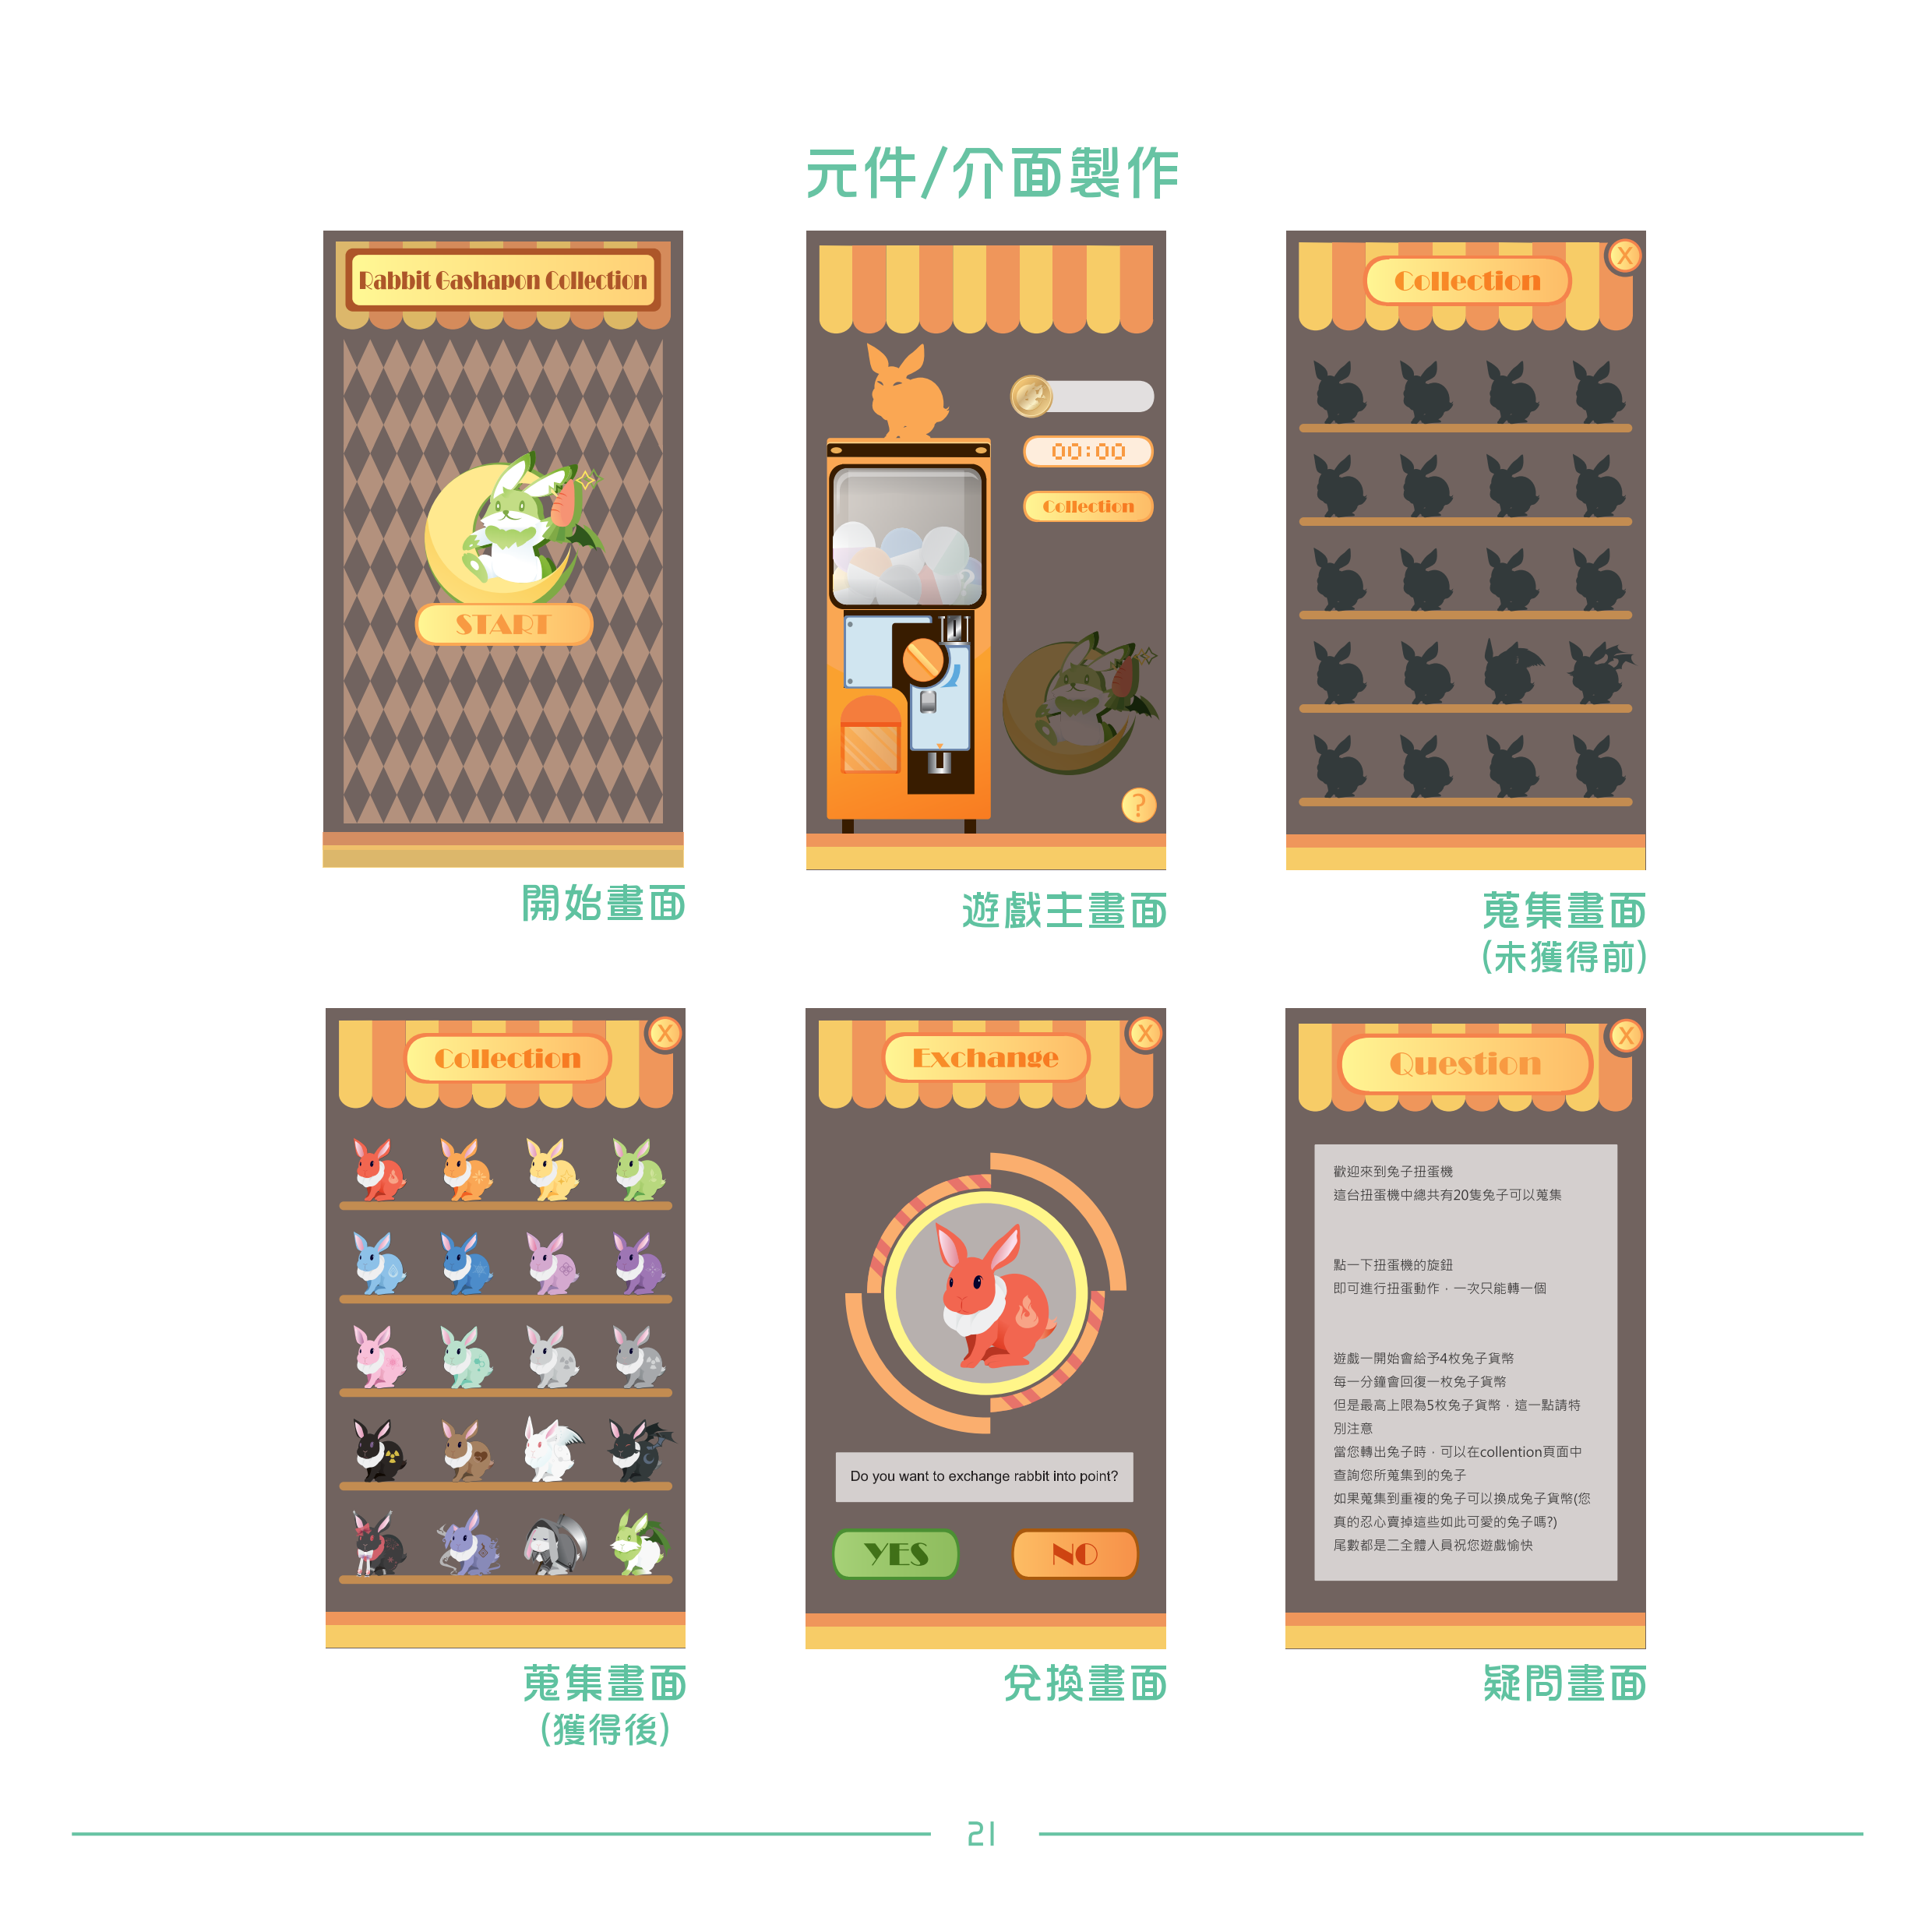 元件/介面製作
Rabbit Gashapon Collection
START
開始畫面
00:00
Collection
?
遊戲主畫面
Collection
X
蒐集畫面
(未獲得前)
Collection
X
蒐集畫面
(獲得後)
Exchange
X
Do you want to exchange rabbit into point?
YES
NO
兌換畫面
Question
X
歡迎來到兔子扭蛋機
這台扭蛋機中總共有20隻兔子可以蒐集
點一下扭蛋機的旋鈕
即可進行扭蛋動作，一次只能轉一個
遊戲一開始會給予4枚兔子貨幣
每一分鐘會回復一枚兔子貨幣
但是最高上限為5枚兔子貨幣，這一點請特
別注意
當您轉出兔子時，可以在collention頁面中
查詢您所蒐集到的兔子
如果蒐集到重複的兔子可以換成兔子貨幣(您
真的忍心賣掉這些如此可愛的兔子嗎?)
尾數都是二全體人員祝您遊戲愉快
疑問畫面
21